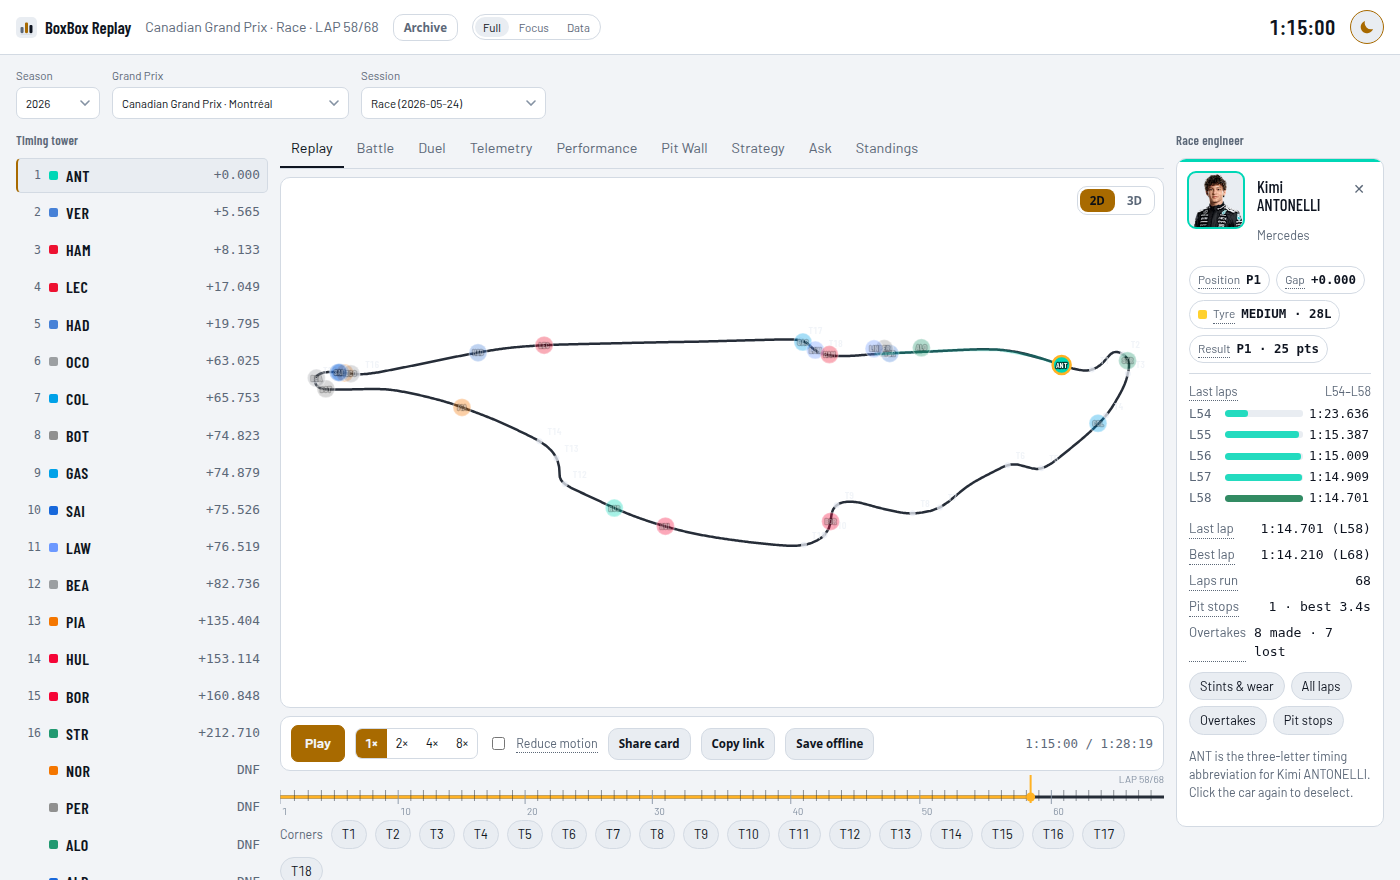 BoxBox Replay Canadian Grand Prix · Race · LAP 58/68 Archive Full Focus Data 1:15:00
Season Grand Prix Session
2026 Canadian Grand Prix · Montréal Race (2026-05-24)
Timing tower
1 ANT +0.000
2 VER +5.565
3 HAM +8.133
4 LEC +17.049
5 HAD +19.795
6 OCO +63.025
7 COL +65.753
8 BOT +74.823
9 GAS +74.879
10 SAI +75.526
11 LAW +76.519
12 BEA +82.736
13 PIA +135.404
14 HUL +153.114
15 BOR +160.848
16 STR +212.710
NOR DNF
PER DNF
ALO DNF
Replay Battle Duel Telemetry Performance Pit Wall Strategy Ask Standings
2D 3D
ANT
Play 1× 2× 4× 8× Reduce motion Share card Copy link Save offline 1:15:00 / 1:28:19
LAP 58/68
1 10 20 30 40 50 60
Corners T1 T2 T3 T4 T5 T6 T7 T8 T9 T10 T11 T12 T13 T14 T15 T16 T17
T18
Race engineer
Kimi
ANTONELLI
Mercedes
Position P1 Gap +0.000
Tyre MEDIUM · 28L
Result P1 · 25 pts
Last laps L54–L58
L54 1:23.636
L55 1:15.387
L56 1:15.009
L57 1:14.909
L58 1:14.701
Last lap 1:14.701 (L58)
Best lap 1:14.210 (L68)
Laps run 68
Pit stops 1 · best 3.4s
Overtakes 8 made · 7
lost
Stints & wear All laps
Overtakes Pit stops
ANT is the three-letter timing
abbreviation for Kimi ANTONELLI.
Click the car again to deselect.